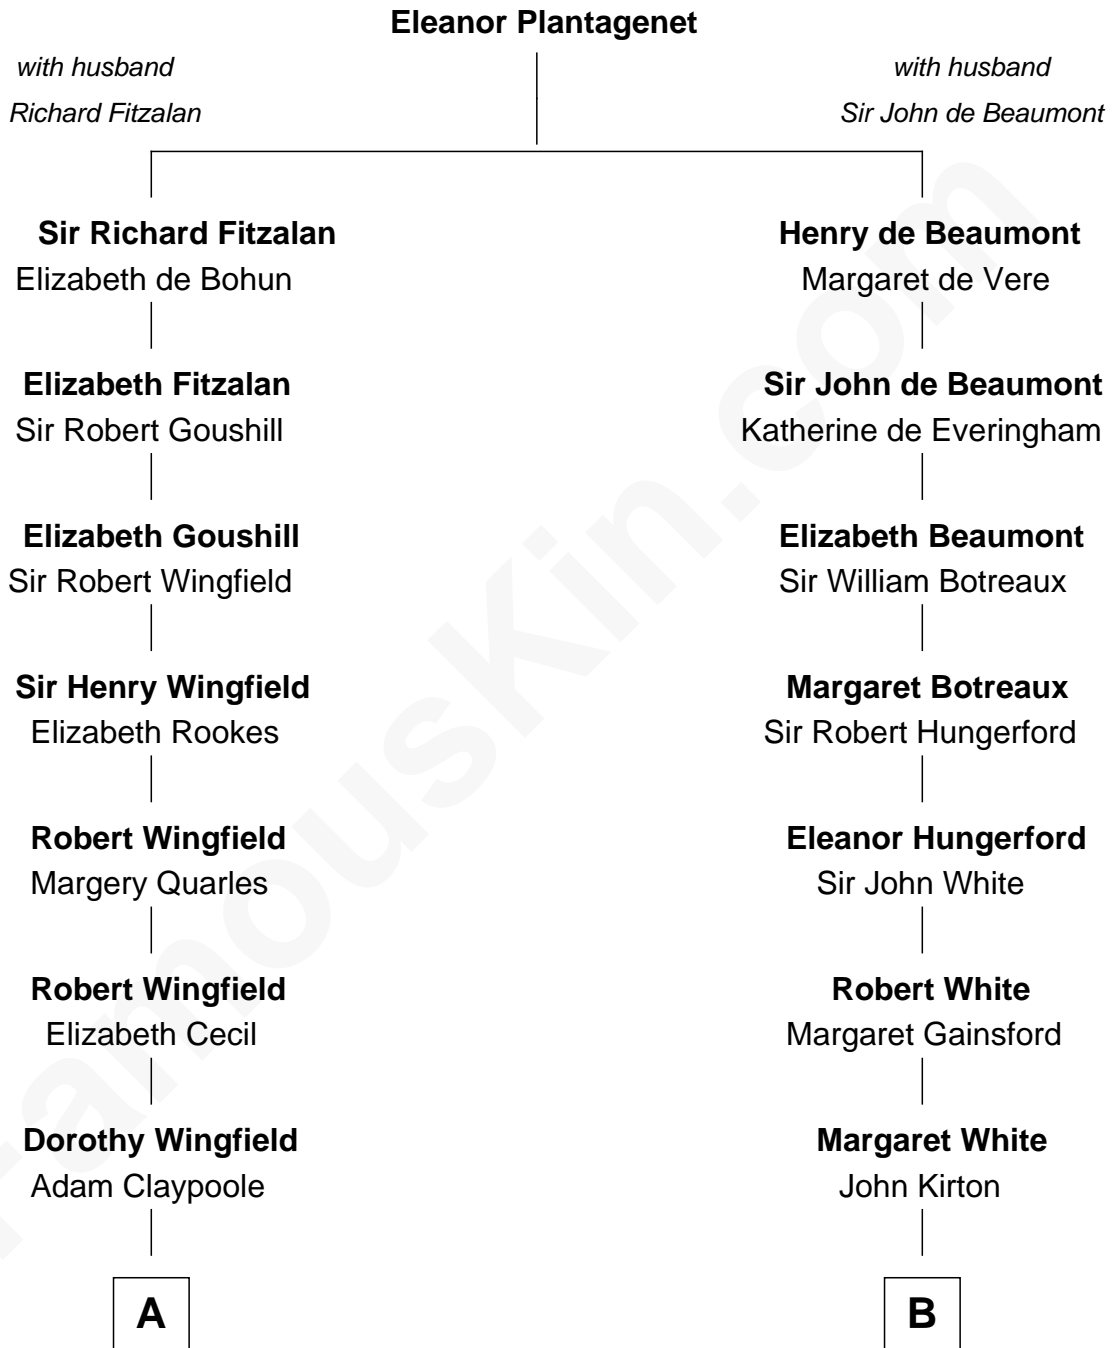 Eleanor Plantagenet
with husband
Richard Fitzalan
with husband
Sir John de Beaumont
Sir Richard Fitzalan
Elizabeth de Bohun
Henry de Beaumont
Margaret de Vere
Elizabeth Fitzalan
Sir Robert Goushill
Sir John de Beaumont
Katherine de Everingham
Elizabeth Goushill
Sir Robert Wingfield
Elizabeth Beaumont
Sir William Botreaux
Sir Henry Wingfield
Elizabeth Rookes
Margaret Botreaux
Sir Robert Hungerford
Robert Wingfield
Margery Quarles
Eleanor Hungerford
Sir John White
Robert Wingfield
Elizabeth Cecil
Robert White
Margaret Gainsford
Dorothy Wingfield
Adam Claypoole
Margaret White
John Kirton
A
B
FamousKin.com